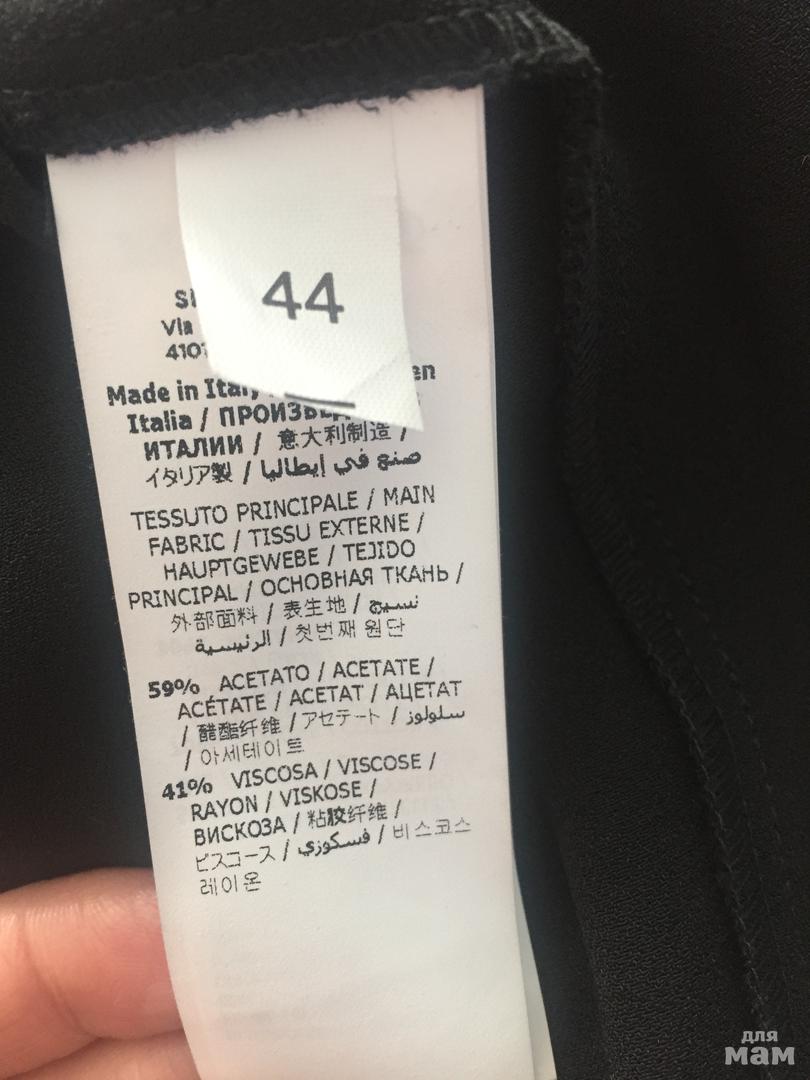 44
Via
Made in Italy
Italia / ПРОИЗВЕД
ИТАЛИИ / 意大利制造 /
イタリア製 / صنع في إيطاليا
TESSUTO PRINCIPALE / MAIN
FABRIC / TISSU EXTERNE /
HAUPTGEWEBE / TEJIDO
PRINCIPAL / ОСНОВНАЯ ТКАНЬ /
外部面料 / 表生地 / نسيج
الرئيسية / 첫번째 원단
59% ACETATO / ACETATE /
ACÉTATE / ACETAT / АЦЕТАТ
/ 醋酯纤维 / アセテート / سلولوز
/ 아세테이트
41% VISCOSA / VISCOSE /
RAYON / VISKOSE /
ВИСКОЗА / 粘胶纤维 /
ビスコース / فسكوزي / 비스코스
레이온
для
мам